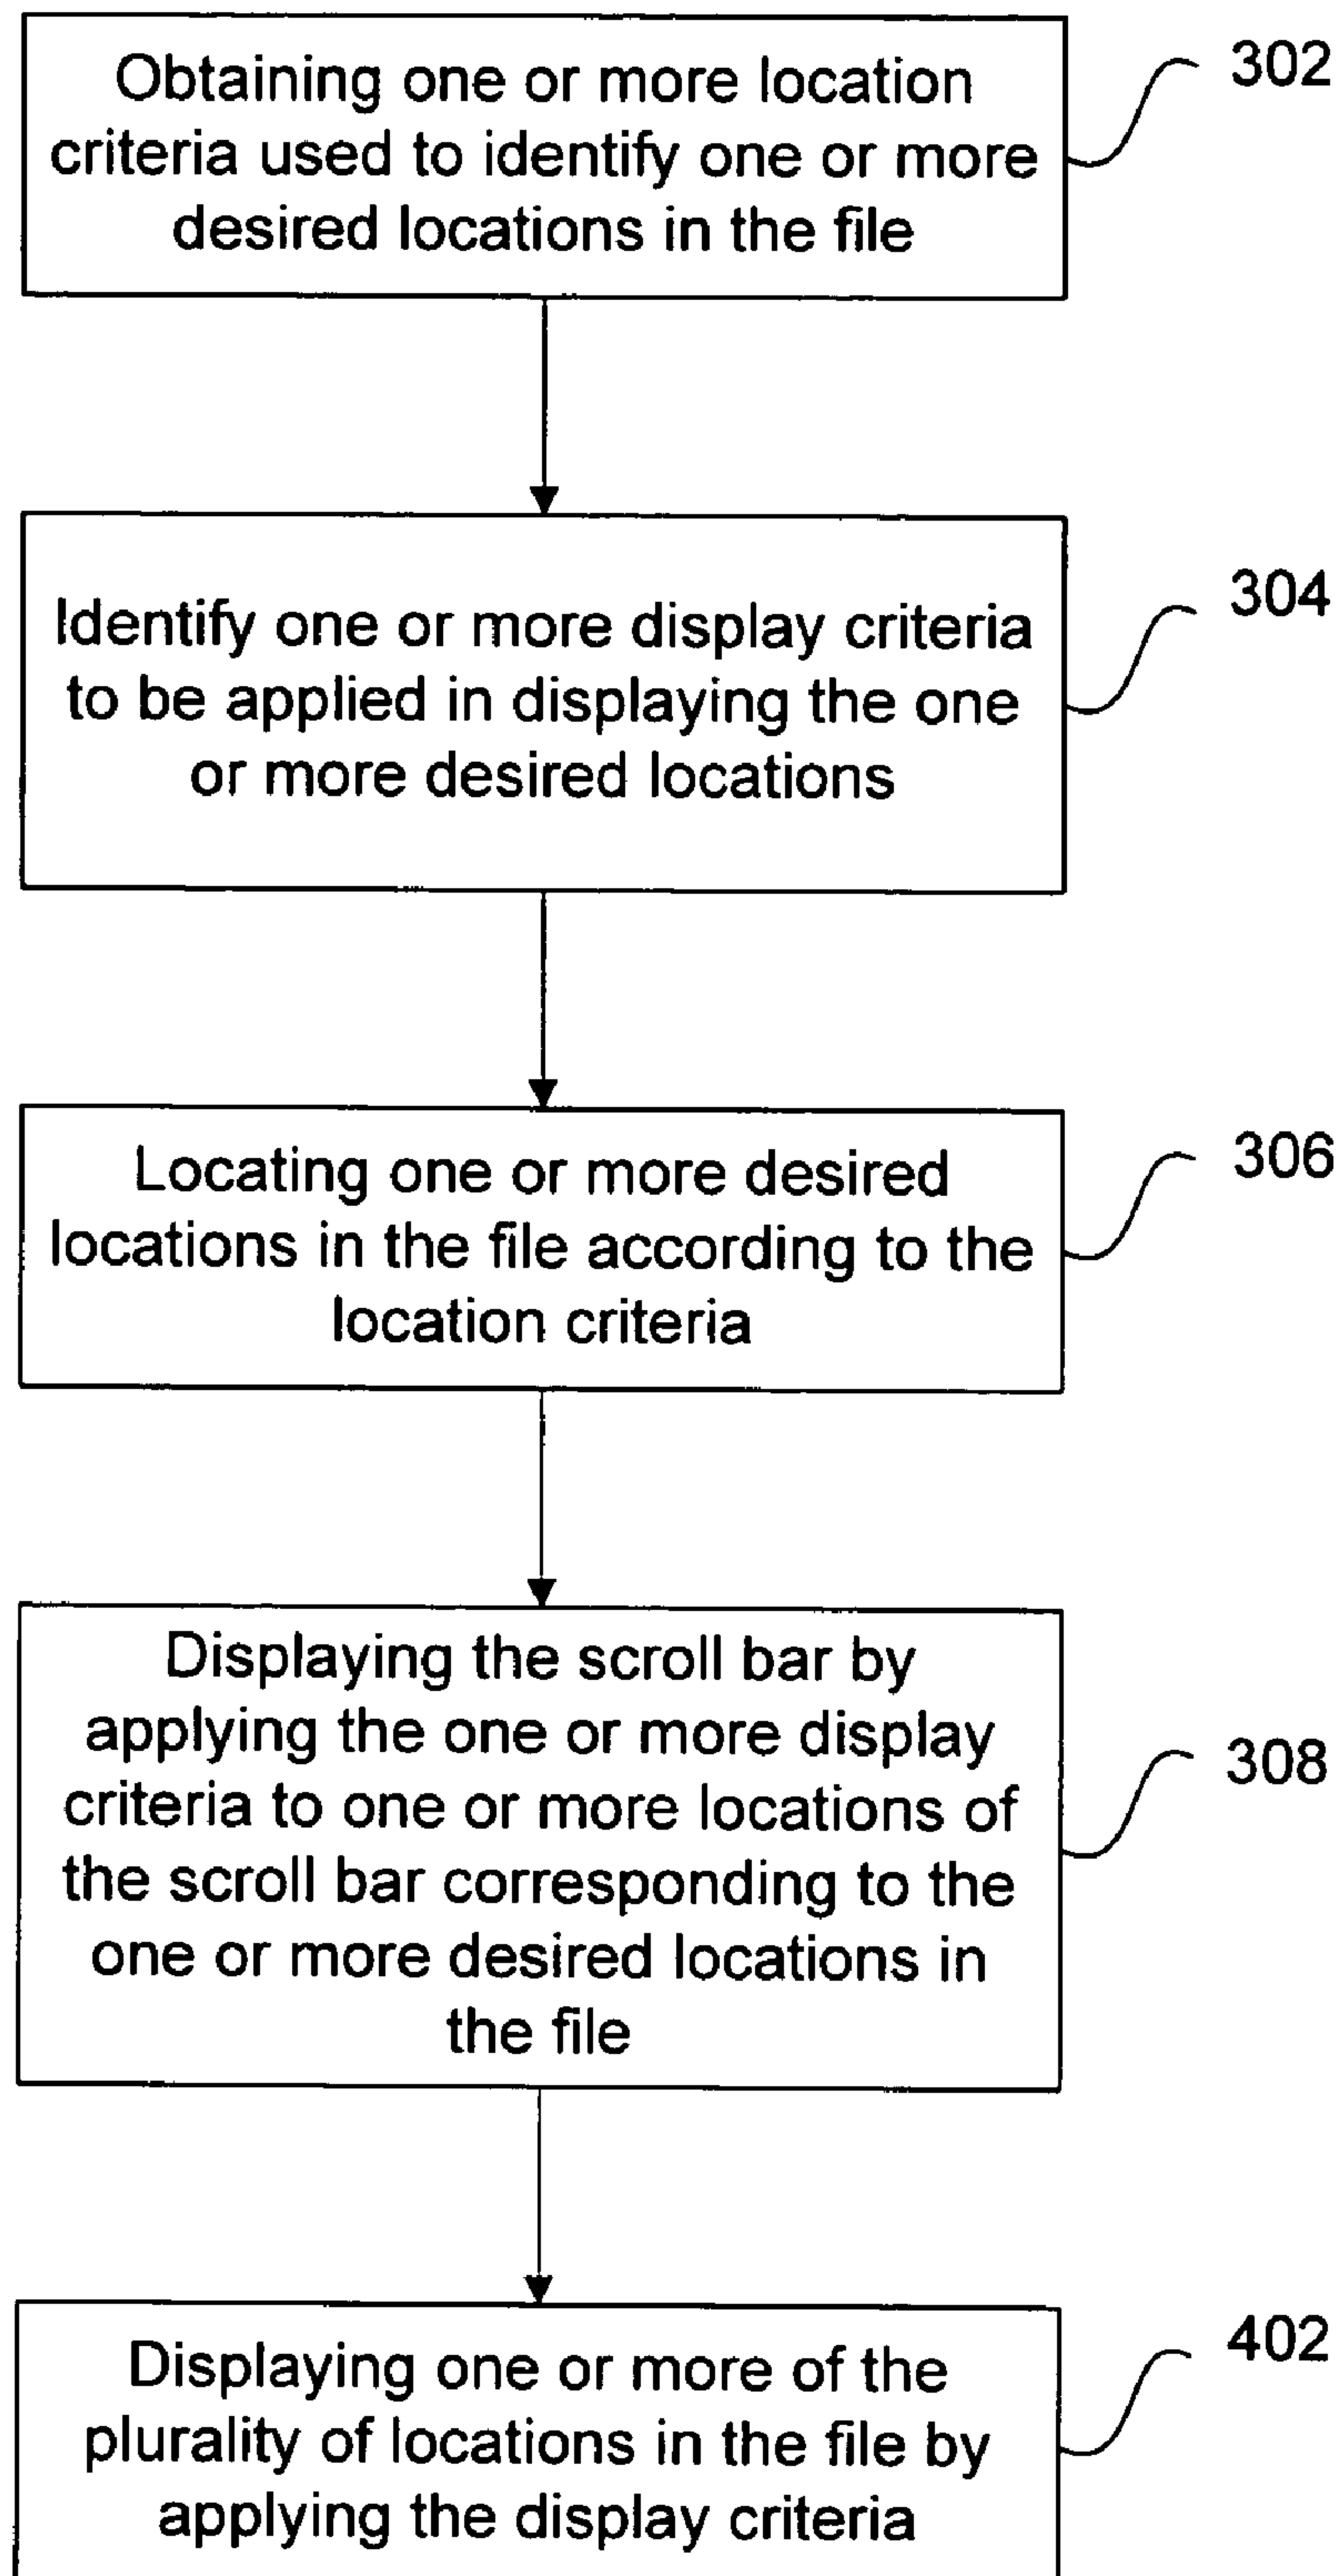 Obtaining one or more location
criteria used to identify one or more
desired locations in the file
302
Identify one or more display criteria
to be applied in displaying the one
or more desired locations
304
Locating one or more desired
locations in the file according to the
location criteria
306
Displaying the scroll bar by
applying the one or more display
criteria to one or more locations of
the scroll bar corresponding to the
one or more desired locations in
the file
308
Displaying one or more of the
plurality of locations in the file by
applying the display criteria
402